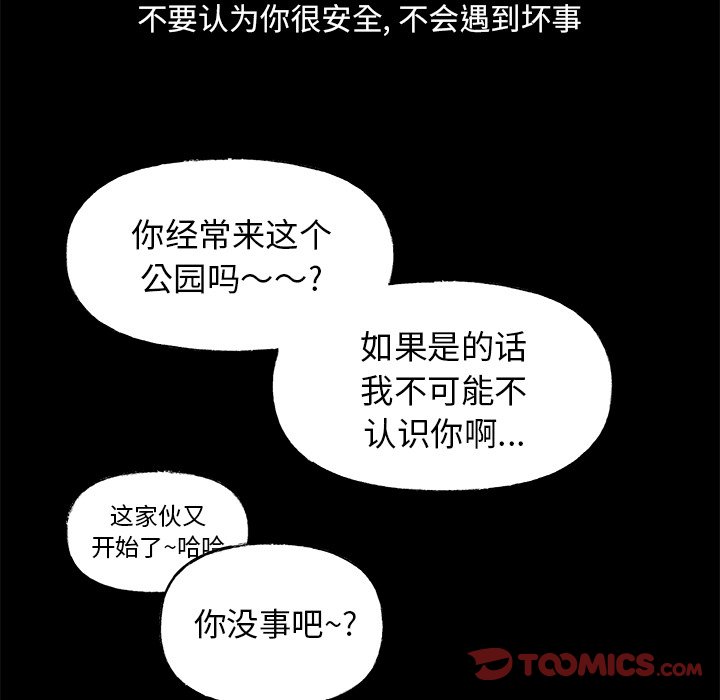 不要认为你很安全, 不会遇到坏事
你经常来这个
公园吗～～?
如果是的话
我不可能不
认识你啊...
这家伙又
开始了~哈哈
你没事吧~?
TOOMICS.COM